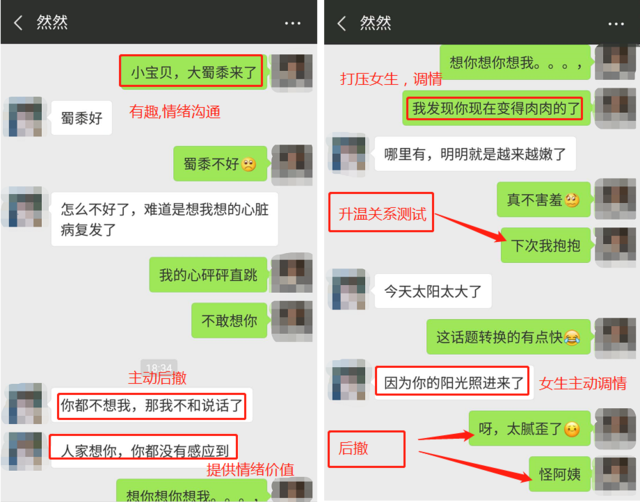 然然
小宝贝，大蜀黍来了
有趣,情绪沟通
蜀黍好
蜀黍不好🥺
怎么不好了，难道是想我想的心脏
病复发了
我的心砰砰直跳
不敢想你
18:34
主动后撤
你都不想我，那我不和说话了
人家想你，你都没有感应到
提供情绪价值
想你想你想我。。。，
然然
想你想你想我。。。，
打压女生，调情
我发现你现在变得肉肉的了
哪里有，明明就是越来越嫩了
真不害羞🥺
升温关系测试
下次我抱抱
今天太阳太大了
这话题转换的有点快😂
因为你的阳光照进来了
女生主动调情
呀，太腻歪了😶
后撤
怪阿姨